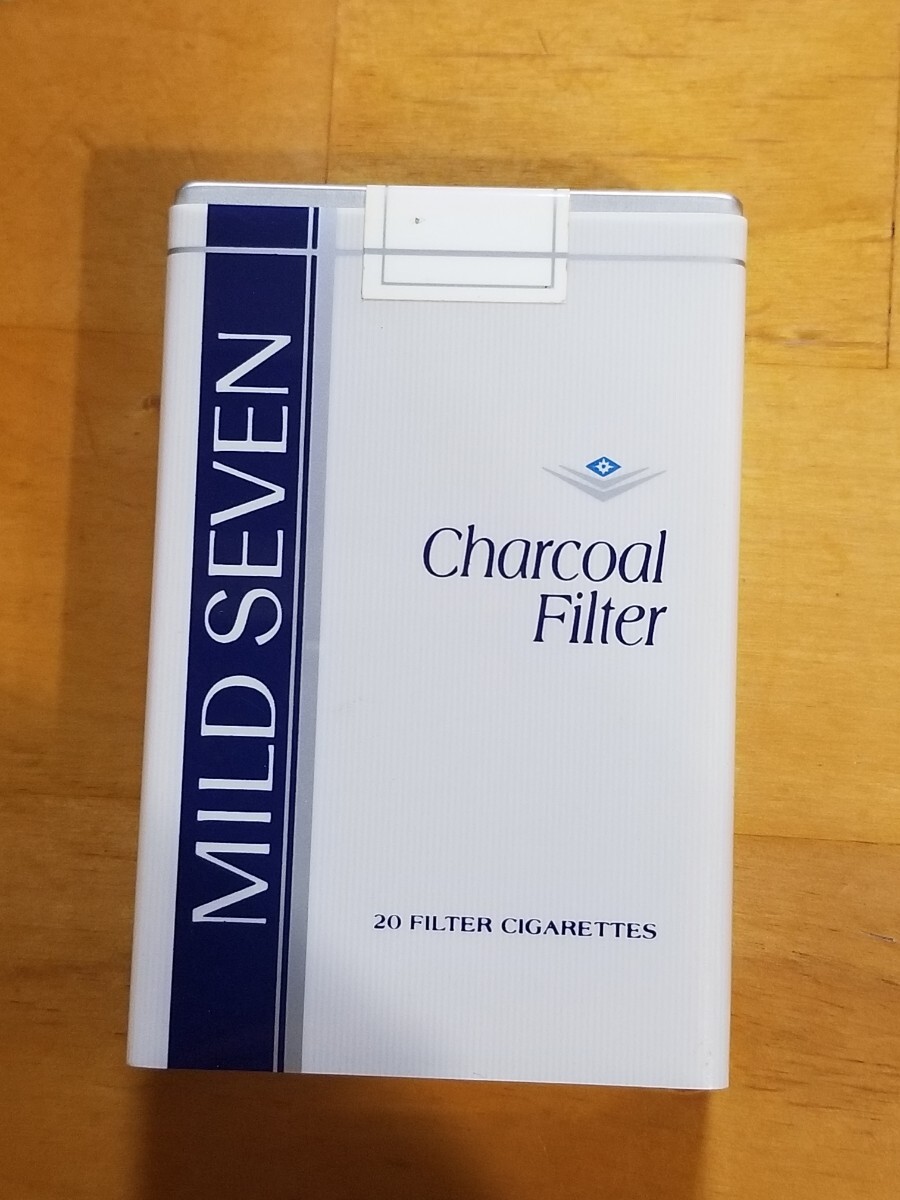 MILD SEVEN
Charcoal
Filter
20 FILTER CIGARETTES